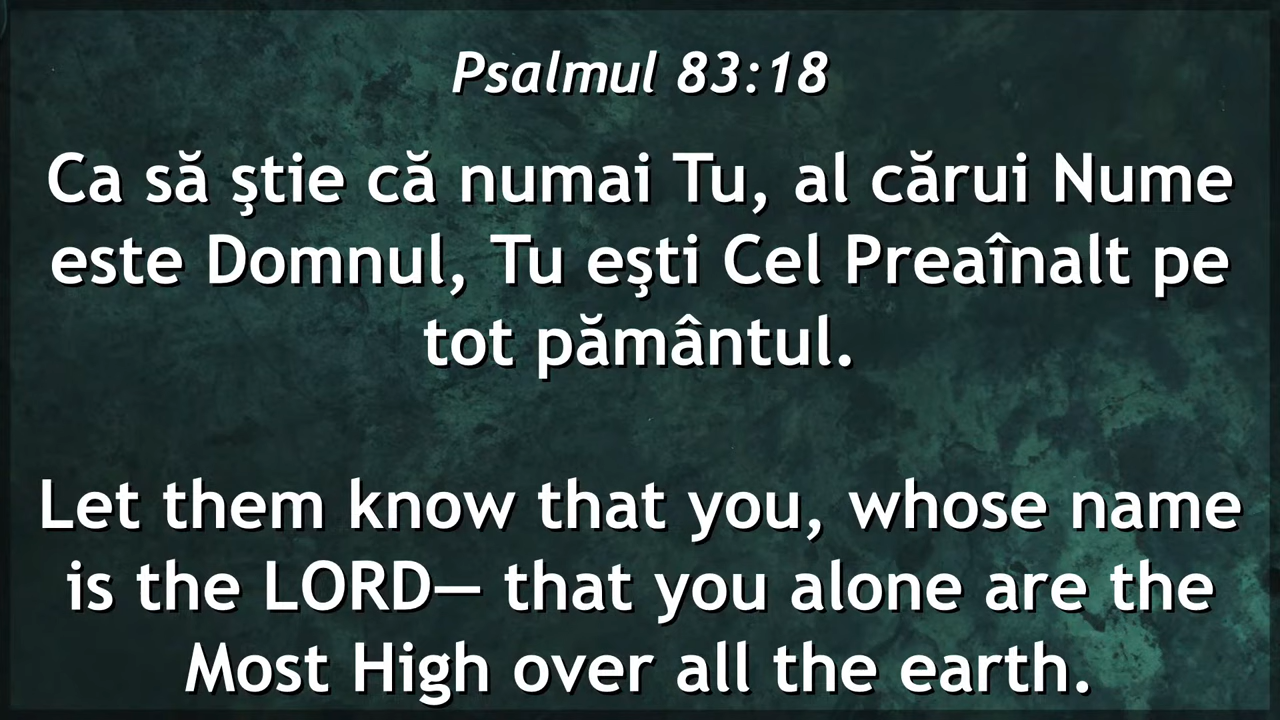 Psalmul 83:18
Ca să ştie că numai Tu, al cărui Nume
este Domnul, Tu eşti Cel Preaînalt pe
tot pământul.
Let them know that you, whose name
is the LORD— that you alone are the
Most High over all the earth.